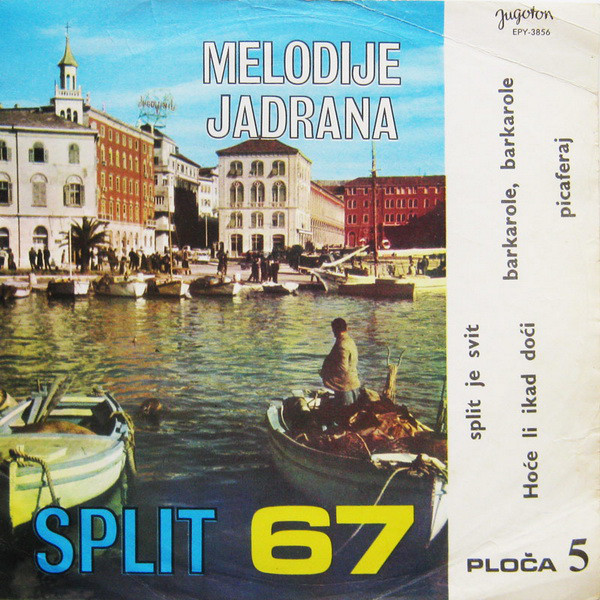 MELODIJE
JADRANA
Jugoton
EPY-3856
split je svit
barkarole, barkarole
Hoće li ikad doći
picaferaj
SPLIT 67
PLOČA 5